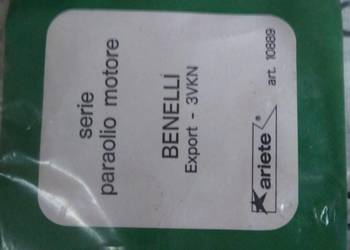 serie
paraolio motore
BENELLI
Export - 3VKN
ariete®
art. 10889